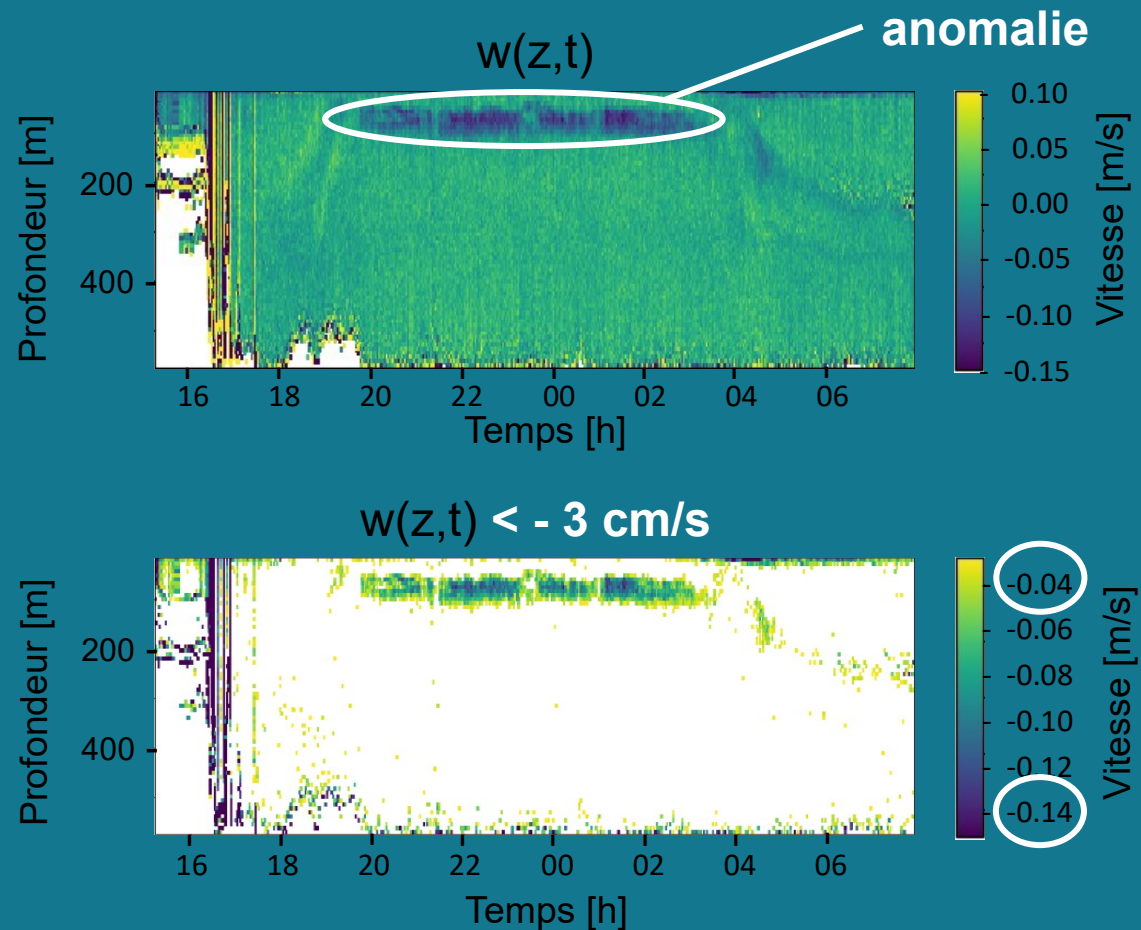 anomalie
w(z,t)
Profondeur [m]
200
400
16 18 20 22 00 02 04 06
Temps [h]
0.10
0.05
0.00
-0.05
-0.10
-0.15
Vitesse [m/s]
w(z,t) < - 3 cm/s
Profondeur [m]
200
400
16 18 20 22 00 02 04 06
Temps [h]
-0.04
-0.06
-0.08
-0.10
-0.12
-0.14
Vitesse [m/s]